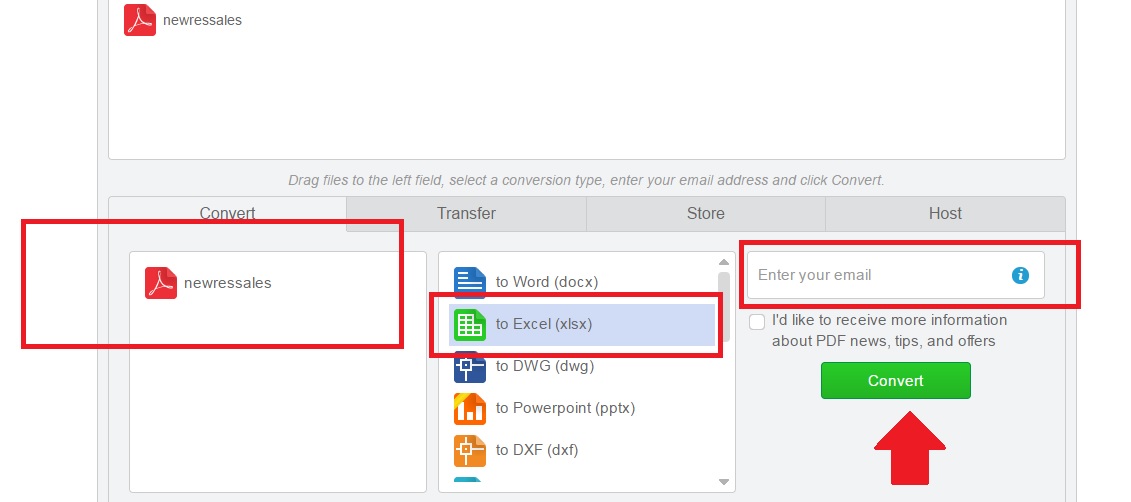 newressales
Drag files to the left field, select a conversion type, enter your email address and click Convert.
Convert
Transfer
Store
Host
newressales
to Word (docx)
to Excel (xlsx)
to DWG (dwg)
to Powerpoint (pptx)
to DXF (dxf)
Enter your email
I'd like to receive more information
about PDF news, tips, and offers
Convert